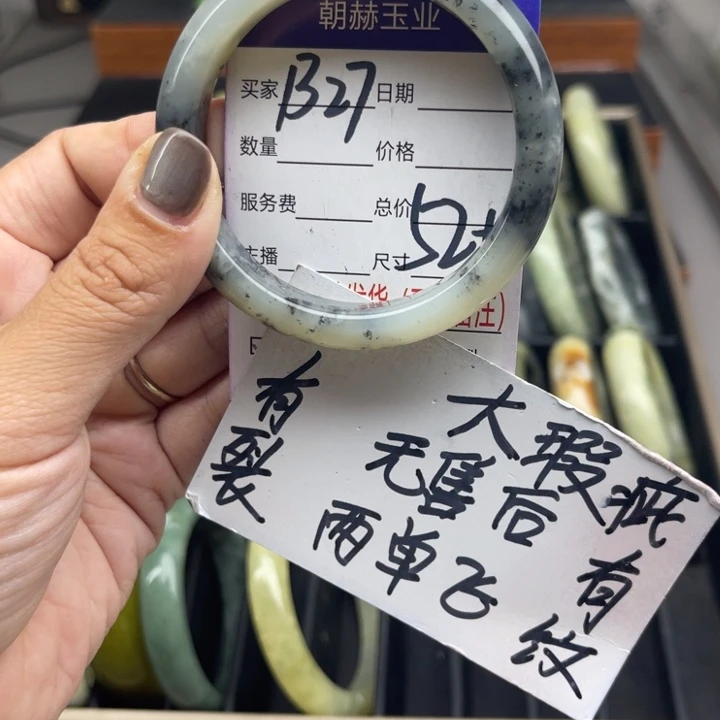 朝赫玉业
买家 1327 日期
数量 价格
服务费 总价
主播 尺寸 52+
有裂
大瑕疵
无售后
两单飞
有纹